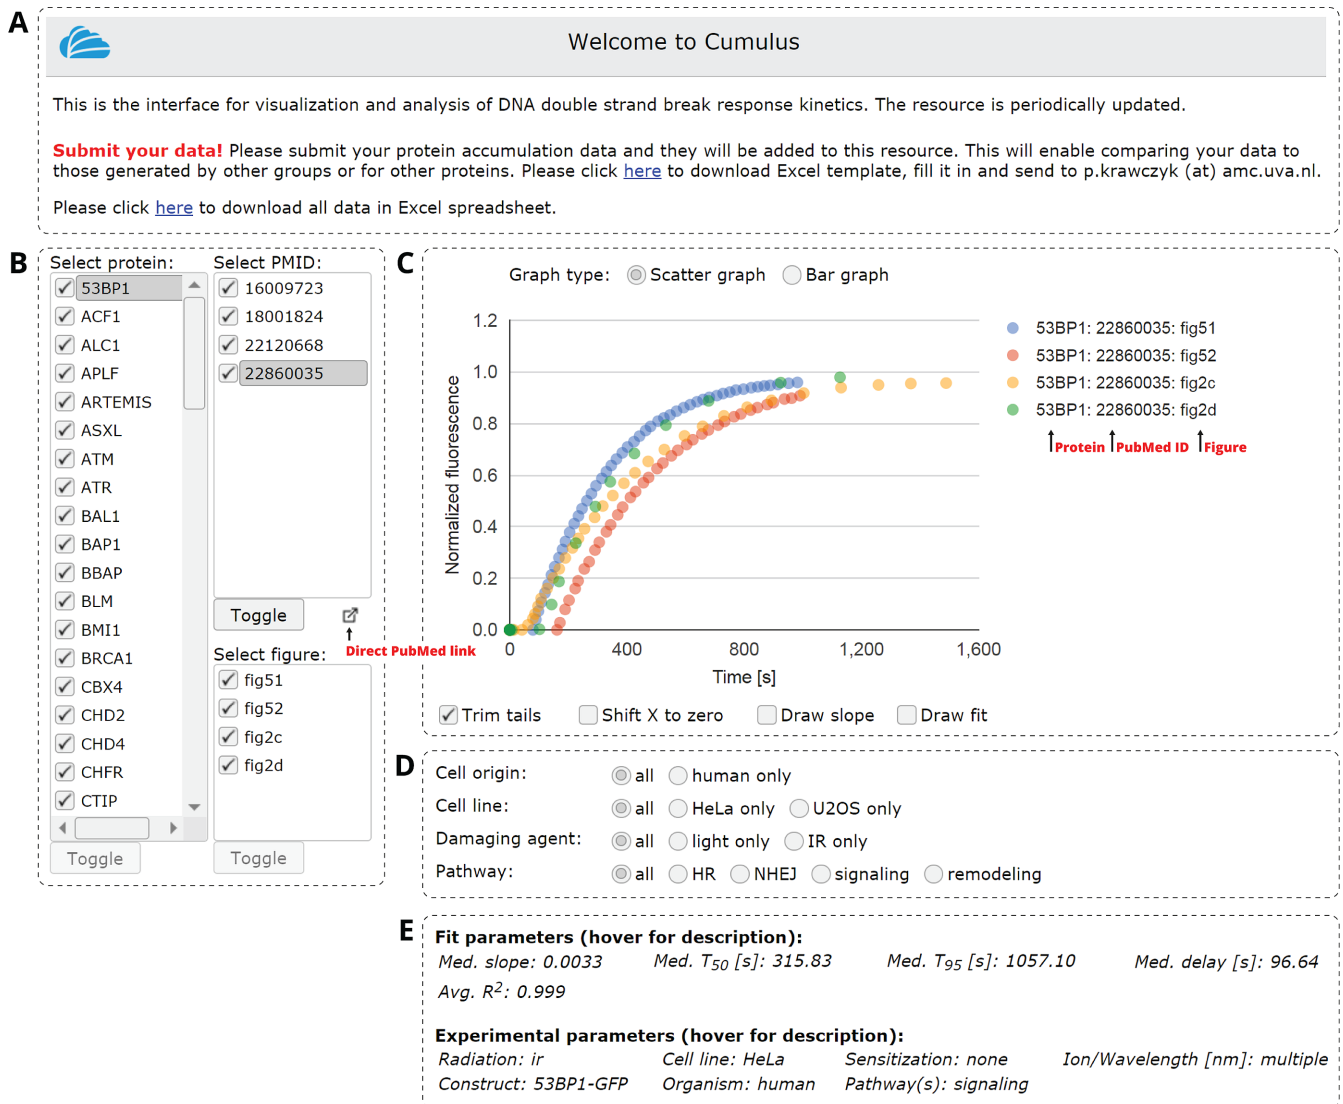 A
Welcome to Cumulus
This is the interface for visualization and analysis of DNA double strand break response kinetics. The resource is periodically updated.
Submit your data! Please submit your protein accumulation data and they will be added to this resource. This will enable comparing your data to
those generated by other groups or for other proteins. Please click here to download Excel template, fill it in and send to p.krawczyk (at) amc.uva.nl.
Please click here to download all data in Excel spreadsheet.
B
Select protein:
53BP1
ACF1
ALC1
APLF
ARTEMIS
ASXL
ATM
ATR
BAL1
BAP1
BBAP
BLM
BMI1
BRCA1
CBX4
CHD2
CHD4
CHFR
CTIP
Toggle
Select PMID:
16009723
18001824
22120668
22860035
Toggle
Direct PubMed link
Select figure:
fig51
fig52
fig2c
fig2d
Toggle
C
Graph type: Scatter graph Bar graph
Normalized fluorescence
1.2
1.0
0.8
0.6
0.4
0.2
0.0
0 400 800 1,200 1,600
Time [s]
53BP1: 22860035: fig51
53BP1: 22860035: fig52
53BP1: 22860035: fig2c
53BP1: 22860035: fig2d
Protein PubMed ID Figure
Trim tails Shift X to zero Draw slope Draw fit
D
Cell origin: all human only
Cell line: all HeLa only U2OS only
Damaging agent: all light only IR only
Pathway: all HR NHEJ signaling remodeling
E
Fit parameters (hover for description):
Med. slope: 0.0033 Med. T50 [s]: 315.83 Med. T95 [s]: 1057.10 Med. delay [s]: 96.64
Avg. R2: 0.999
Experimental parameters (hover for description):
Radiation: ir Cell line: HeLa Sensitization: none Ion/Wavelength [nm]: multiple
Construct: 53BP1-GFP Organism: human Pathway(s): signaling